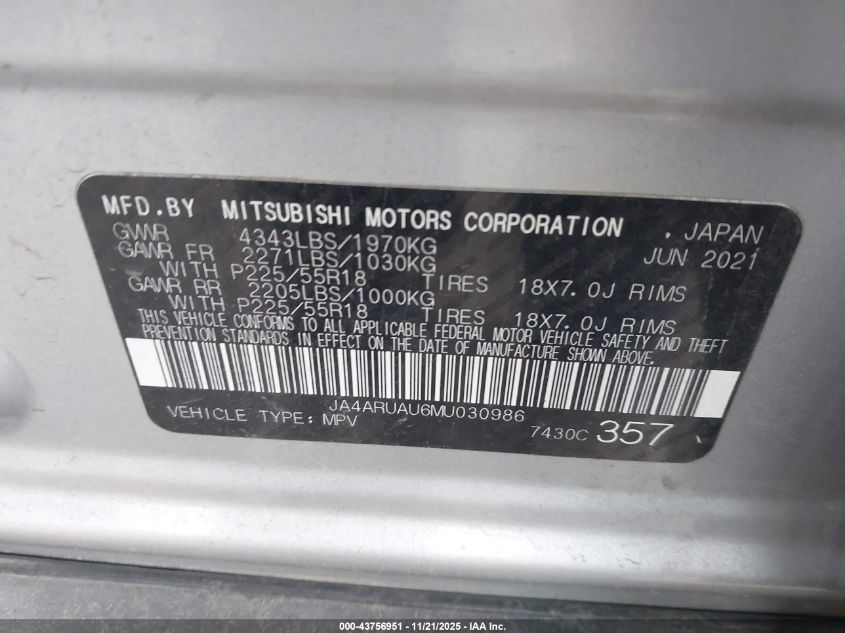 MFD.BY MITSUBISHI MOTORS CORPORATION . JAPAN
GVWR 4343LBS/1970KG JUN 2021
GAWR FR 2271LBS/1030KG
WITH P225/55R18 TIRES 18X7.0J RIMS
GAWR RR 2205LBS/1000KG
WITH P225/55R18 TIRES 18X7.0J RIMS
THIS VEHICLE CONFORMS TO ALL APPLICABLE FEDERAL MOTOR VEHICLE SAFETY AND THEFT
PREVENTION STANDARDS IN EFFECT ON THE DATE OF MANUFACTURE SHOWN ABOVE.
JA4ARUAU6MU030986
VEHICLE TYPE:MPV 7430C 357
000-43756951 - 11/21/2025 - IAA Inc.